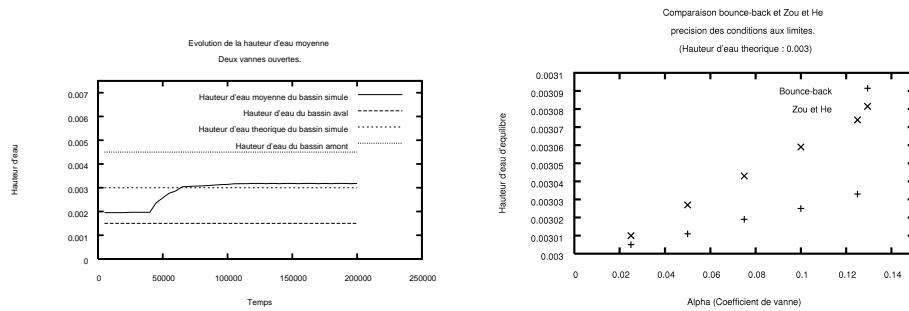 Evolution de la hauteur d'eau moyenne
Deux vannes ouvertes.
0.007
0.006
0.005
0.004
0.003
0.002
0.001
0
Hauteur d'eau
Hauteur d'eau moyenne du bassin simule
Hauteur d'eau du bassin aval
Hauteur d'eau theorique du bassin simule
Hauteur d'eau du bassin amont
0 50000 100000 150000 200000 250000
Temps
Comparaison bounce-back et Zou et He
precision des conditions aux limites.
(Hauteur d'eau theorique : 0.003)
0.0031
0.00309
0.00308
0.00307
0.00306
0.00305
0.00304
0.00303
0.00302
0.00301
0.003
Hauteur d'eau d'equilibre
Bounce-back
Zou et He
0 0.02 0.04 0.06 0.08 0.1 0.12 0.14
Alpha (Coefficient de vanne)